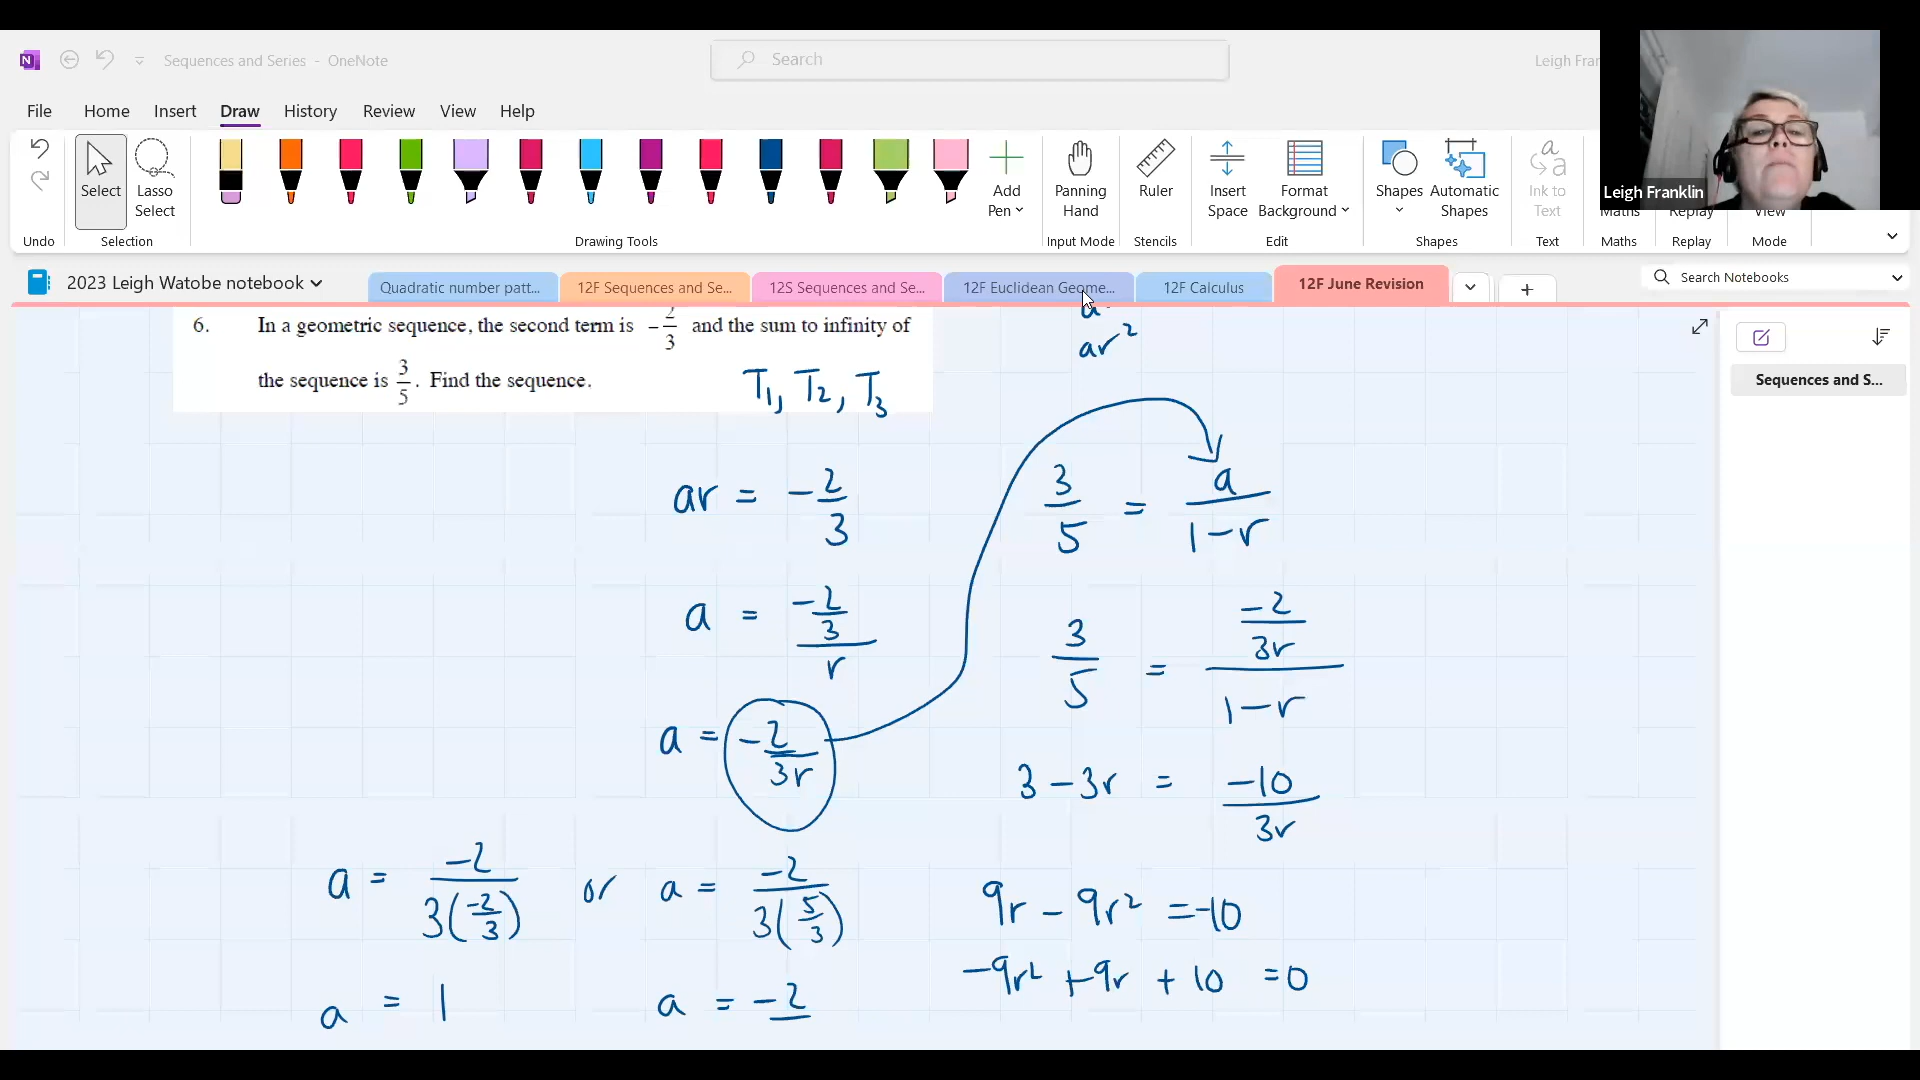 Sequences and Series - OneNote
Search
Leigh Fran
File Home Insert Draw History Review View Help
Undo
Select
Lasso Select
Selection
Drawing Tools
Add Pen
Panning Hand
Input Mode
Ruler
Stencils
Insert Space
Format Background
Edit
Shapes
Automatic Shapes
Shapes
Ink to Text
Text
Maths
Maths
Replay
Replay
View
Mode
Leigh Franklin
2023 Leigh Watobe notebook
Quadratic number patt...
12F Sequences and Se...
12S Sequences and Se...
12F Euclidean Geome...
12F Calculus
12F June Revision
Search Notebooks
Sequences and S...
6. In a geometric sequence, the second term is -2/3 and the sum to infinity of
the sequence is 3/5. Find the sequence.
T₁, T₂, T₃
ar²
ar = -2/3
3/5 = a/(1-r)
a = (-2/3)/r
3/5 = (-2/3r)/(1-r)
a = -2/3r
3-3r = -10/3r
a = -2/3(-2/3) or a = -2/3(5/3)
9r - 9r² = -10
-9r² + 9r + 10 = 0
a = 1
a = -2